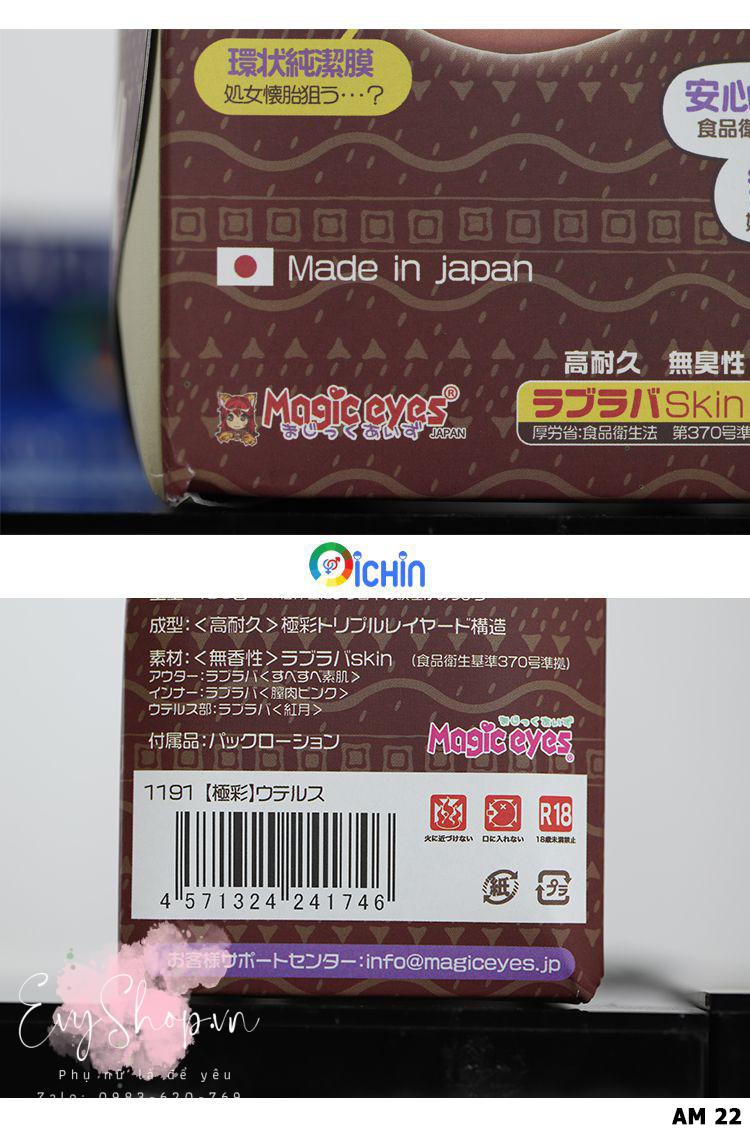 環状純潔膜
処女懐胎狙う…?
安心
食品衛
Made in japan
高耐久 無臭性
Magic eyes®
まじっくあいず JAPAN
ラブラバSkin
厚労省:食品衛生法 第370号準
OiCHiN
成型:<高耐久>極彩トリプルレイヤード構造
素材:<無香性>ラブラバskin (食品衛生基準370号準拠)
アウター:ラブラバ<すべすべ素肌>
インナー:ラブラバ<膣肉ピンク>
ウテルス部:ラブラバ<紅月>
まじっくあいず
付属品:パックローション
Magic eyes®
1191【極彩】ウテルス
R18
火に近づけない 口に入れない 18歳未満禁止
4 571324 241746
紙 プラ
お客様サポートセンター:info@magiceyes.jp
EvyShop.vn
Phụ nữ là để yêu
Zalo: 0983-620-769
AM 22